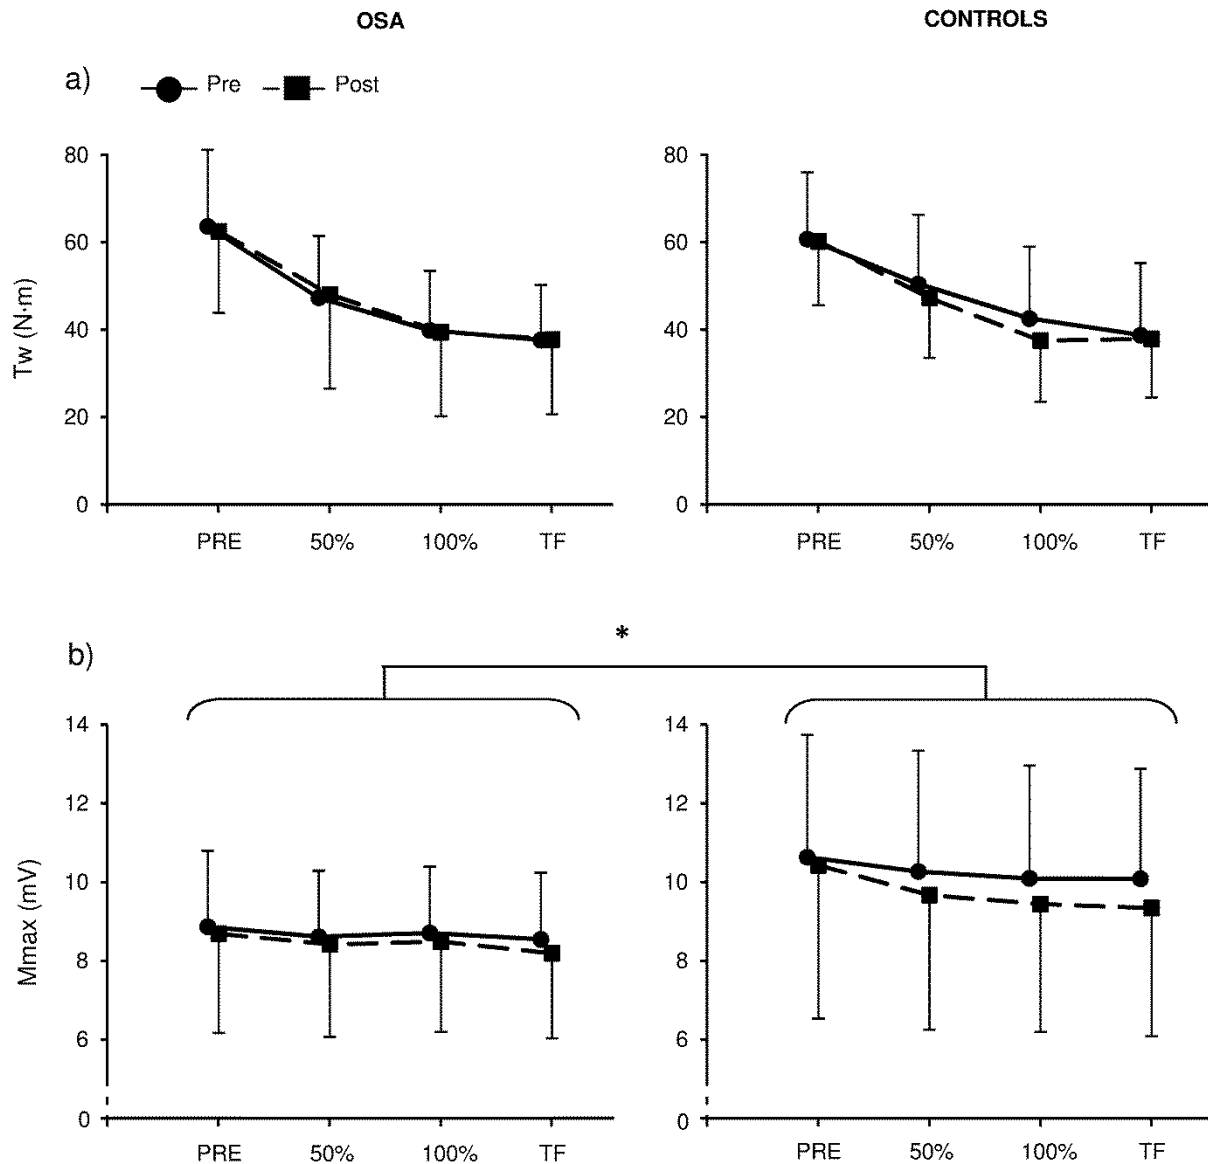 OSA CONTROLS
a) Pre Post
80 80
60 60
Tw (N·m)
40 40
20 20
0 0
PRE 50% 100% TF PRE 50% 100% TF
*
b)
14 14
12 12
Mmax (mV)
10 10
8 8
6 6
0 0
PRE 50% 100% TF PRE 50% 100% TF